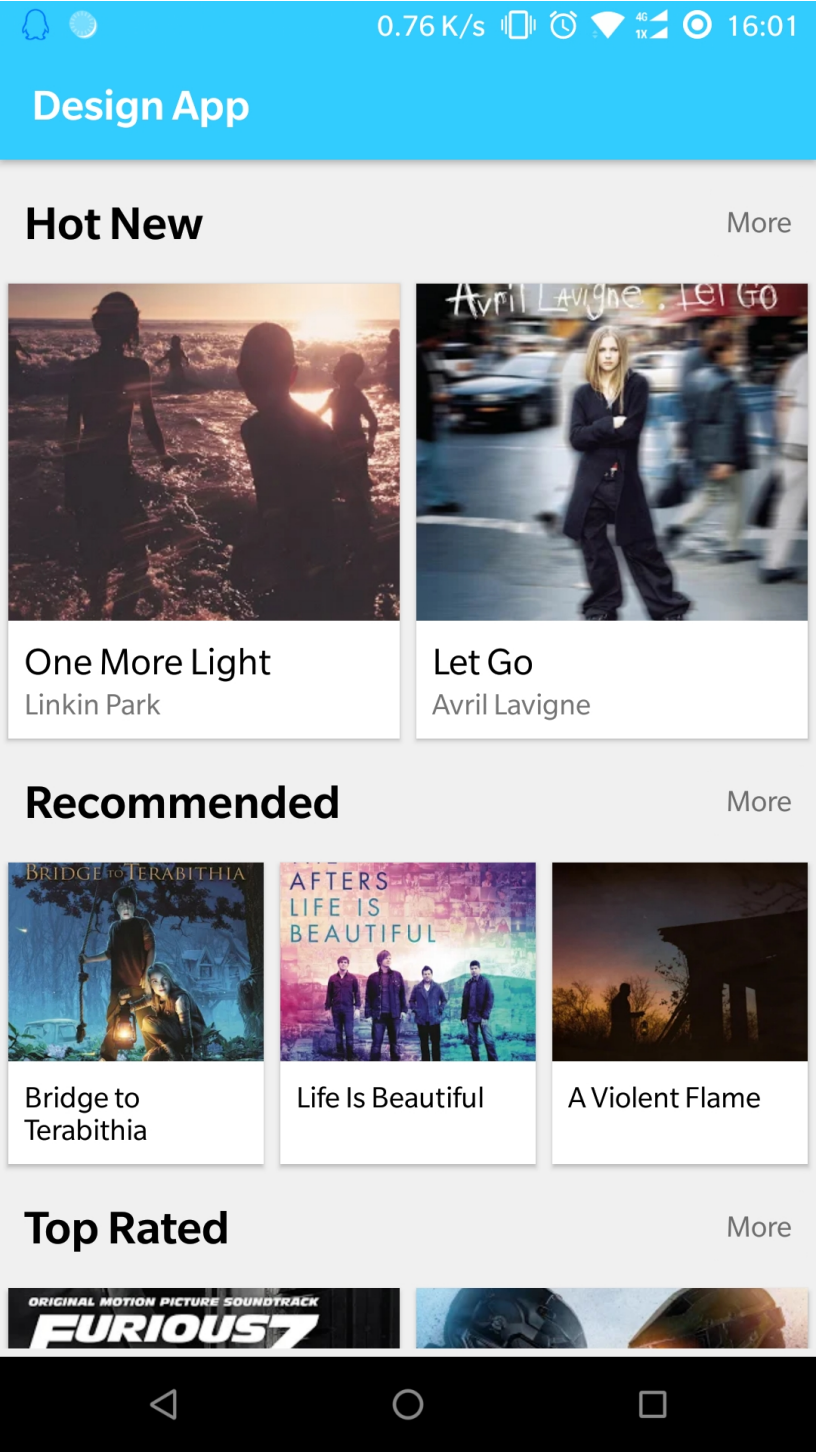 0.76 K/s 4G 1X 16:01
Design App
Hot New More
Avril Lavigne . Let Go
One More Light Let Go
Linkin Park Avril Lavigne
Recommended More
BRIDGE TO TERABITHIA
AFTERS
LIFE IS
BEAUTIFUL
Bridge to Life Is Beautiful A Violent Flame
Terabithia
Top Rated More
ORIGINAL MOTION PICTURE SOUNDTRACK
FURIOUS 7